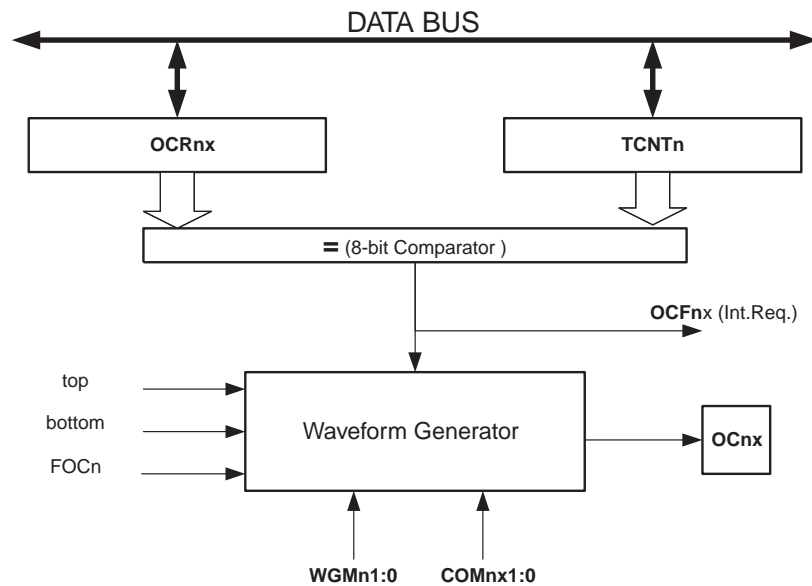 DATA BUS
OCRnx
TCNTn
= (8-bit Comparator )
OCFnx (Int.Req.)
top
bottom
FOCn
Waveform Generator
OCnx
WGMn1:0
COMnx1:0